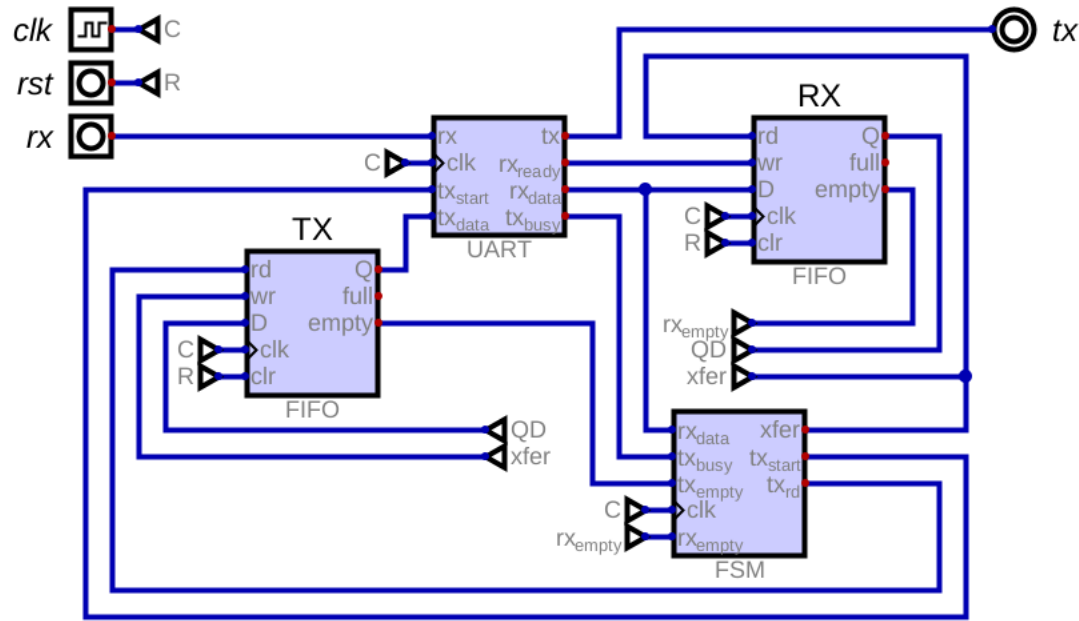 clk
C
rst
R
rx
tx
RX
rd
Q
wr
full
D
empty
C
clk
R
clr
FIFO
rx
tx
C
clk
rx_ready
tx_start
rx_data
tx_data
tx_busy
UART
TX
rd
Q
wr
full
D
empty
C
clk
R
clr
FIFO
rx_empty
QD
xfer
QD
xfer
rx_data
xfer
tx_busy
tx_start
tx_empty
tx_rd
C
clk
rx_empty
rx_empty
FSM